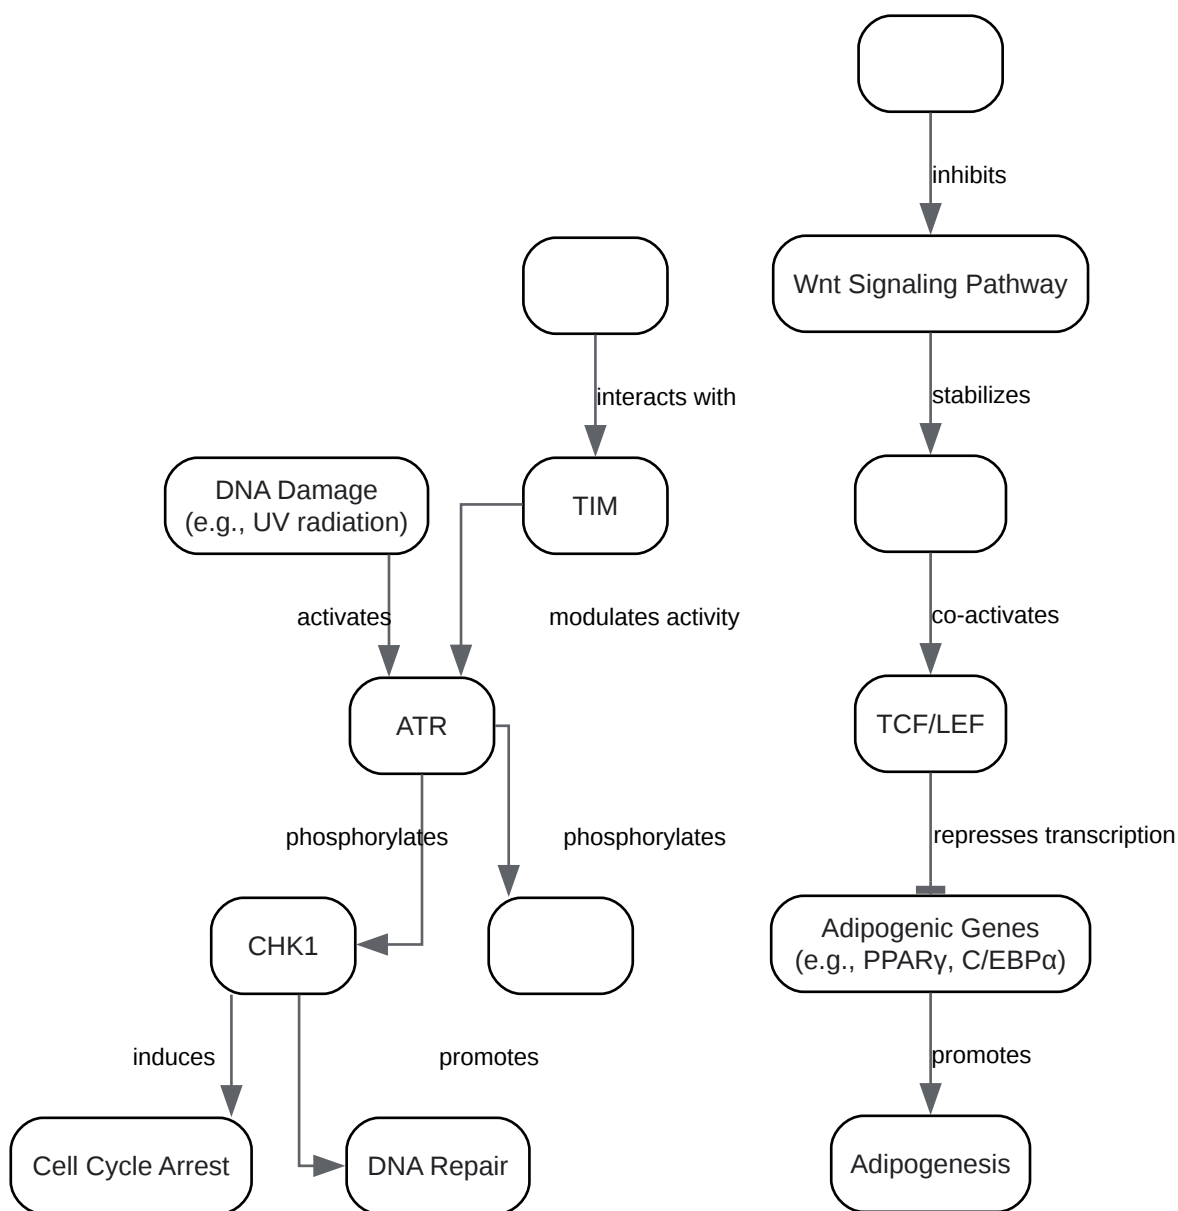 inhibits
Wnt Signaling Pathway
interacts with
stabilizes
DNA Damage
(e.g., UV radiation)
TIM
activates
modulates activity
co-activates
ATR
TCF/LEF
phosphorylates
phosphorylates
represses transcription
CHK1
Adipogenic Genes
(e.g., PPARγ, C/EBPα)
induces
promotes
promotes
Cell Cycle Arrest
DNA Repair
Adipogenesis